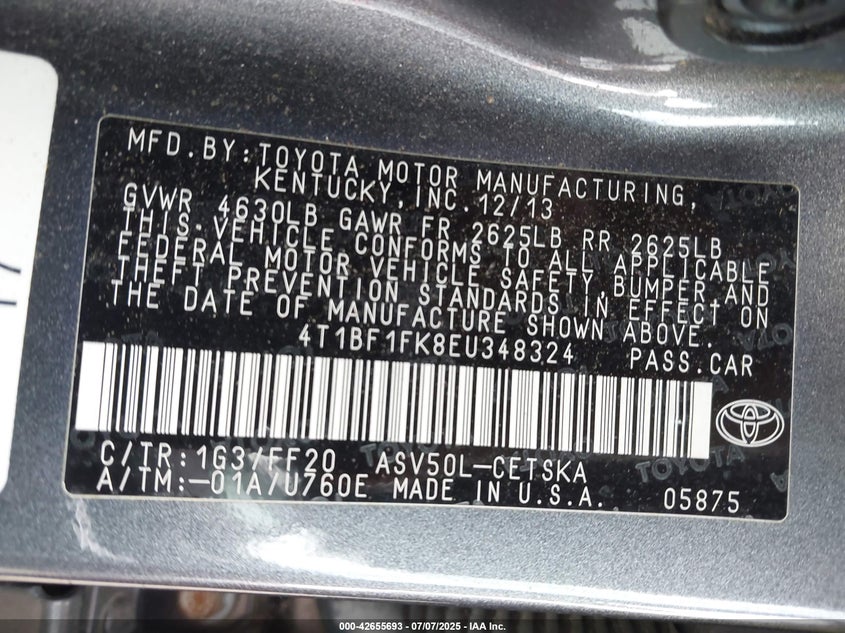 MFD.BY:TOYOTA MOTOR MANUFACTURING,
KENTUCKY,INC.12/13
GVWR 4630LB GAWR FR 2625LB RR 2625LB
THIS VEHICLE CONFORMS TO ALL APPLICABLE
FEDERAL MOTOR VEHICLE SAFETY,BUMPER,AND
THEFT PREVENTION STANDARDS IN EFFECT ON
THE DATE OF MANUFACTURE SHOWN ABOVE.
4T1BF1FK8EU348324 PASS.CAR
C/TR:1G3/FF20 ASV50L-CETSKA
A/TM:-01A/U760E MADE IN U.S.A. 05875
000-42655693 - 07/07/2025 - IAA Inc.